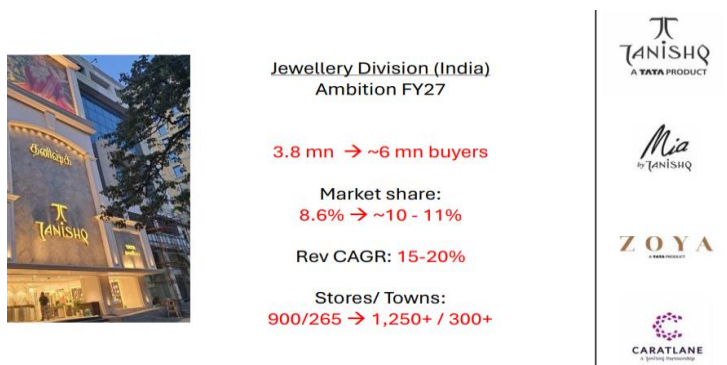 தனிஷ்க்
TANISHQ
Jewellery Division (India)
Ambition FY27
3.8 mn → ~6 mn buyers
Market share:
8.6% → ~10 - 11%
Rev CAGR: 15-20%
Stores/ Towns:
900/265 → 1,250+ / 300+
TANISHQ
A TATA PRODUCT
Mia
by TANISHQ
ZOYA
A TATA PRODUCT
CARATLANE
A TANISHQ Partnership